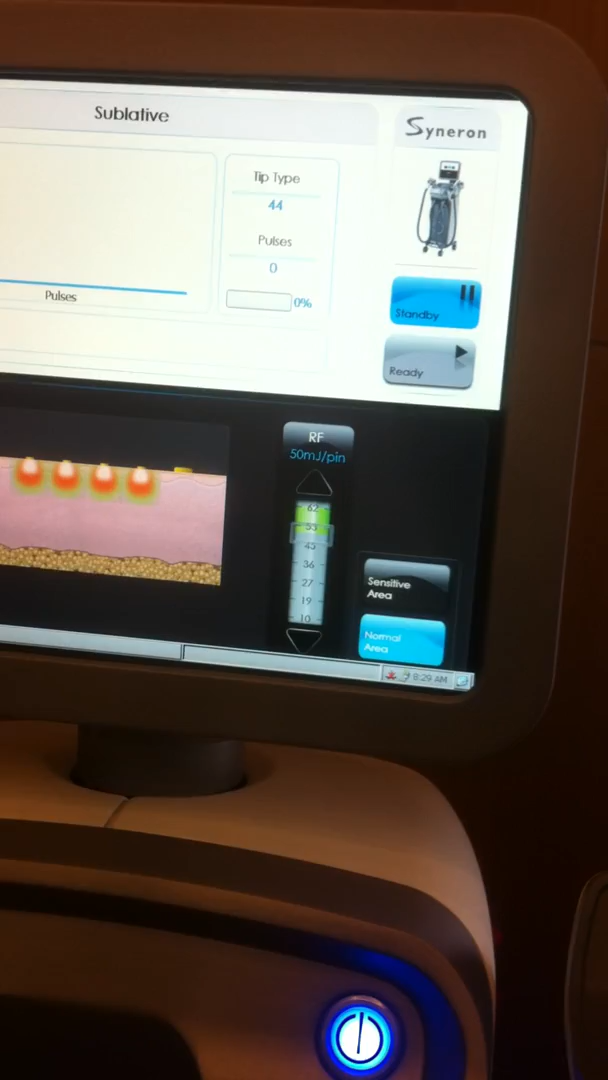 Sublative
Syneron
Tip Type
44
Pulses
0
0%
Pulses
Standby
Ready
RF
50mJ/pin
62
53
45
36
27
19
10
Sensitive
Area
Normal
Area
8:29 AM